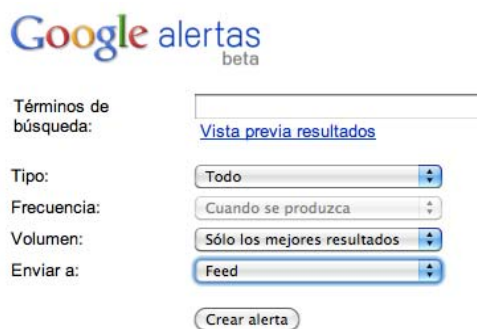 Google alertas
beta
Términos de
búsqueda:
Vista previa resultados
Tipo: Todo
Frecuencia: Cuando se produzca
Volumen: Sólo los mejores resultados
Enviar a: Feed
Crear alerta